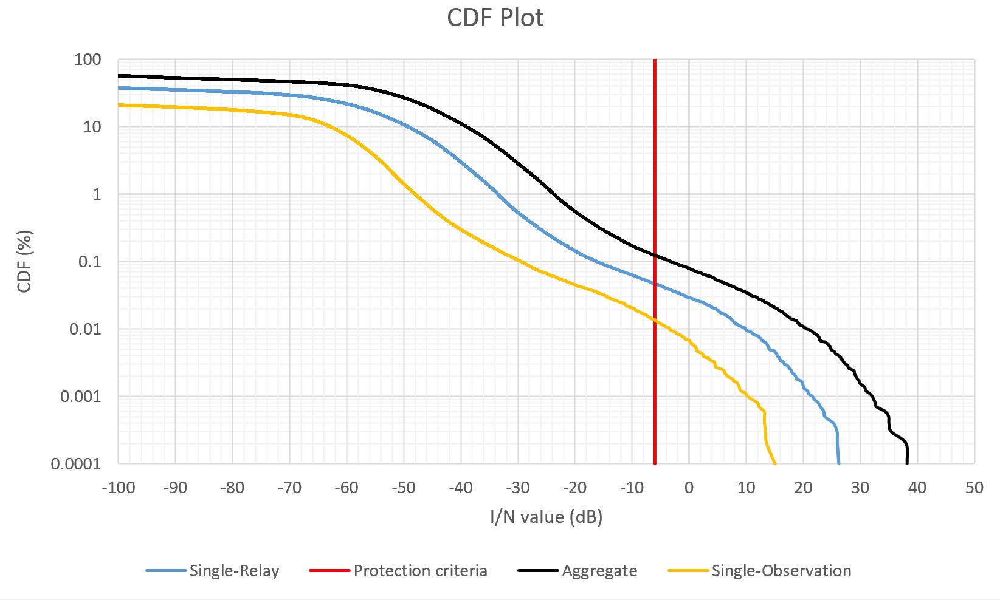 CDF Plot
100
10
1
0.1
0.01
0.001
0.0001
CDF (%)
-100 -90 -80 -70 -60 -50 -40 -30 -20 -10 0 10 20 30 40 50
I/N value (dB)
Single-Relay Protection criteria Aggregate Single-Observation